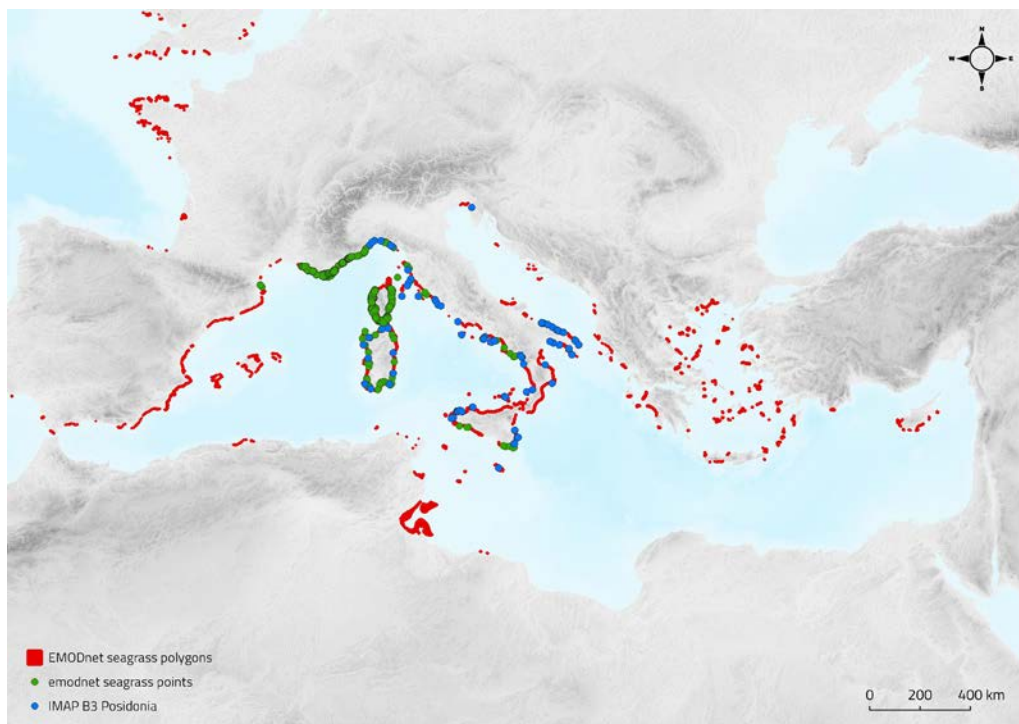 N
W E
S
EMODnet seagrass polygons
emodnet seagrass points
IMAP B3 Posidonia
0 200 400 km